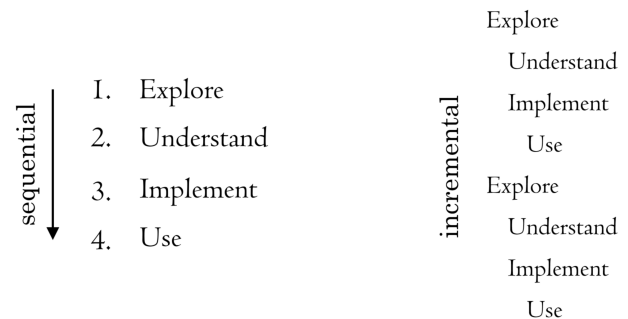 sequential
1. Explore
2. Understand
3. Implement
4. Use
incremental
Explore
Understand
Implement
Use
Explore
Understand
Implement
Use